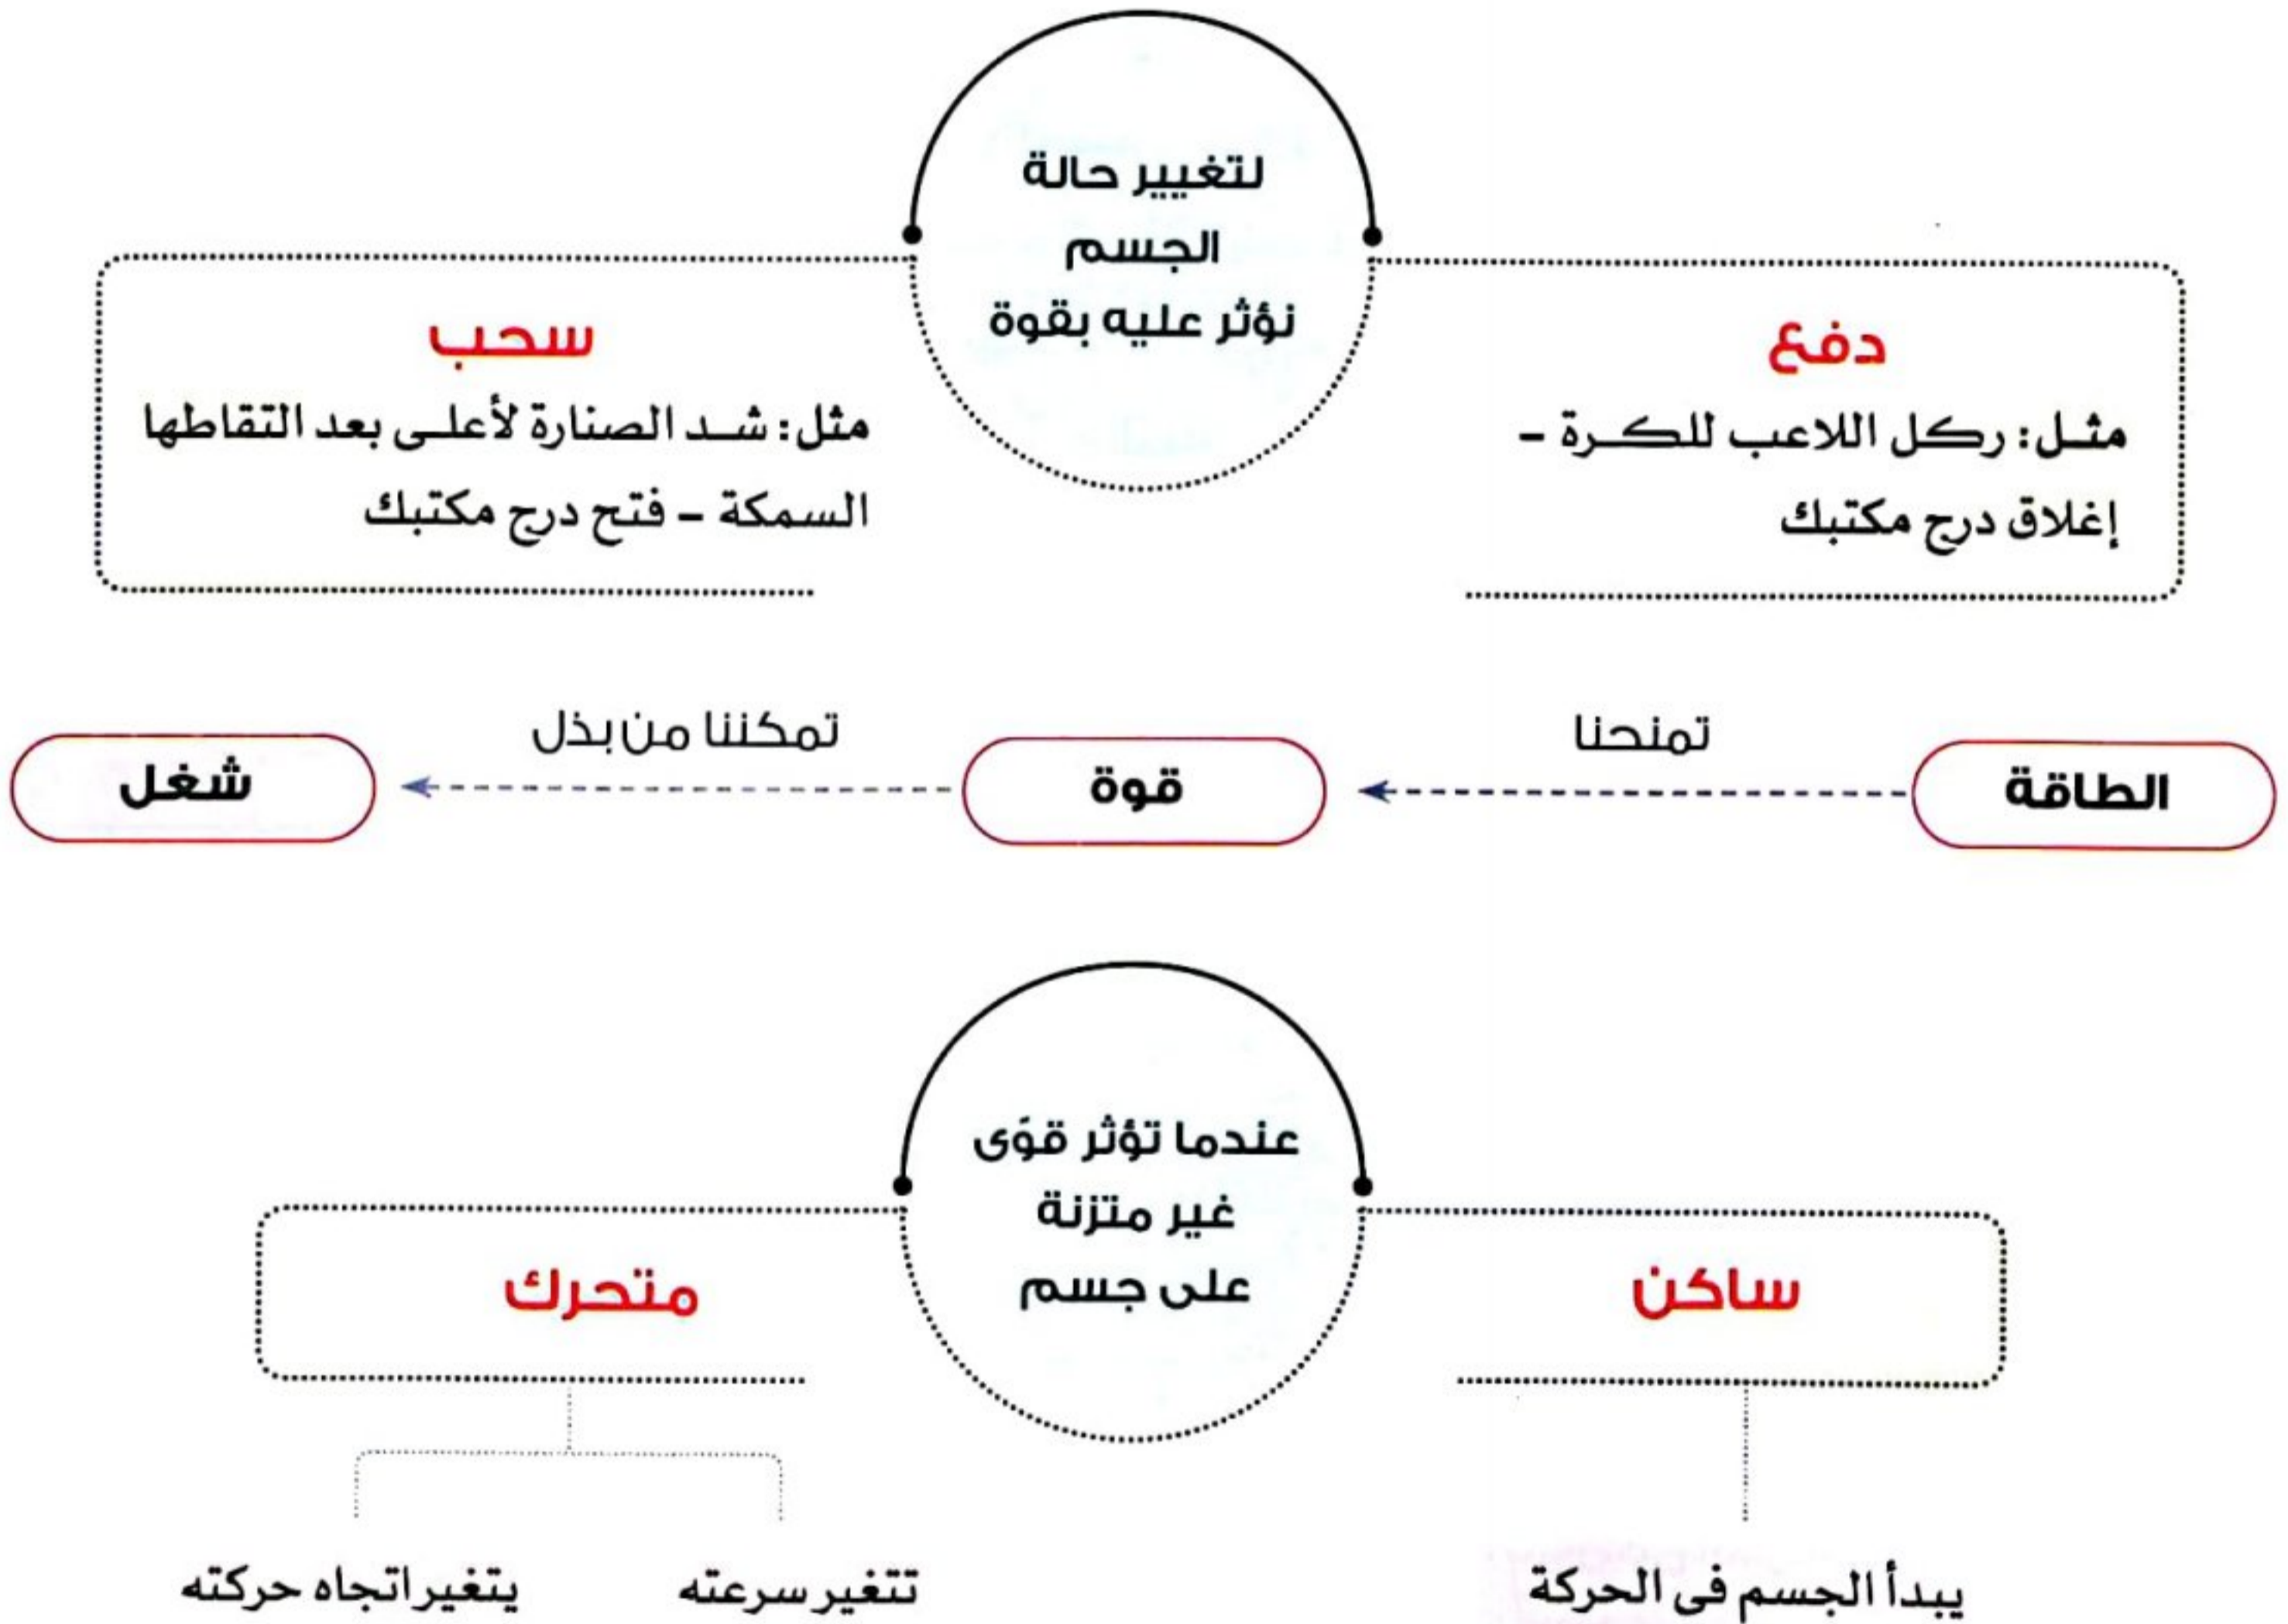 لتغيير حالة
الجسم
نؤثر عليه بقوة
دفع
مثل: ركل اللاعب للكرة –
إغلاق درج مكتبك
سحب
مثل: شد الصنارة لأعلى بعد التقاطها
السمكة – فتح درج مكتبك
الطاقة
تمنحنا
قوة
تمكننا من بذل
شغل
عندما تؤثر قوًى
غير متزنة
على جسم
ساكن
يبدأ الجسم فى الحركة
متحرك
تتغير سرعته
يتغير اتجاه حركته